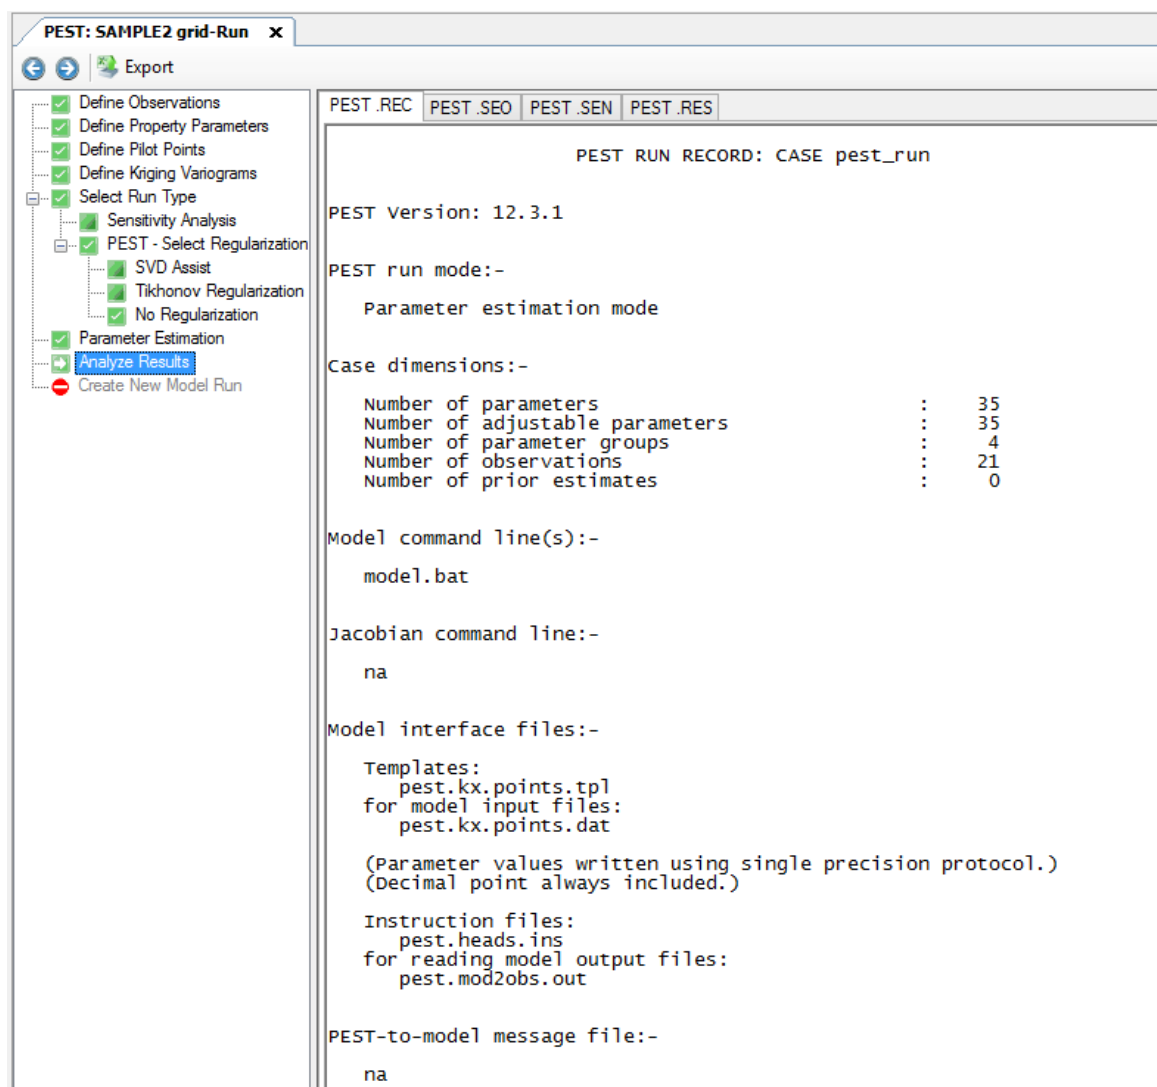 PEST: SAMPLE2 grid-Run x
Export
Define Observations
Define Property Parameters
Define Pilot Points
Define Kriging Variograms
Select Run Type
Sensitivity Analysis
PEST - Select Regularization
SVD Assist
Tikhonov Regularization
No Regularization
Parameter Estimation
Analyze Results
Create New Model Run
PEST .REC PEST .SEO PEST .SEN PEST .RES
PEST RUN RECORD: CASE pest_run
PEST Version: 12.3.1
PEST run mode:-
Parameter estimation mode
Case dimensions:-
Number of parameters : 35
Number of adjustable parameters : 35
Number of parameter groups : 4
Number of observations : 21
Number of prior estimates : 0
Model command line(s):-
model.bat
Jacobian command line:-
na
Model interface files:-
Templates:
pest.kx.points.tpl
for model input files:
pest.kx.points.dat
(Parameter values written using single precision protocol.)
(Decimal point always included.)
Instruction files:
pest.heads.ins
for reading model output files:
pest.mod2obs.out
PEST-to-model message file:-
na